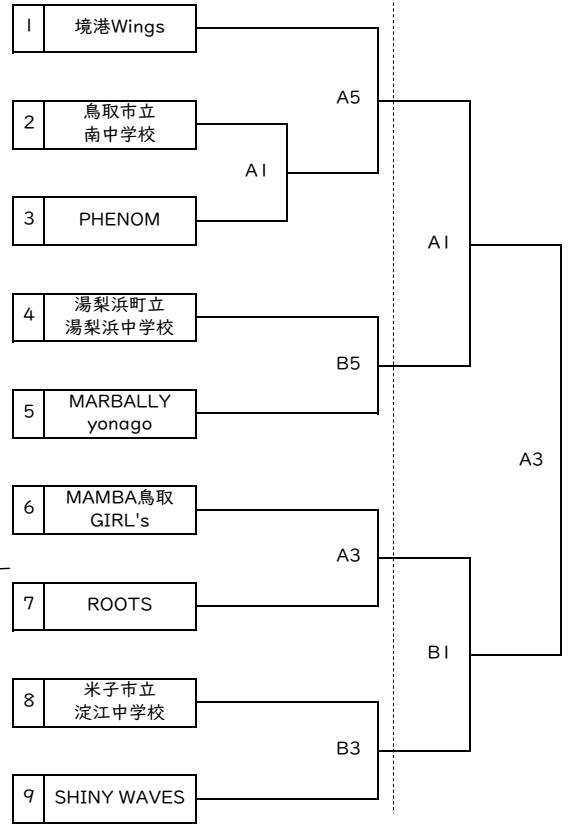 1 境港Wings
A5
2 鳥取市立
南中学校
A1
3 PHENOM
A1
4 湯梨浜町立
湯梨浜中学校
B5
5 MARBALLY
yonago
A3
6 MAMBA鳥取
GIRL's
A3
7 ROOTS
B1
8 米子市立
淀江中学校
B3
9 SHINY WAVES